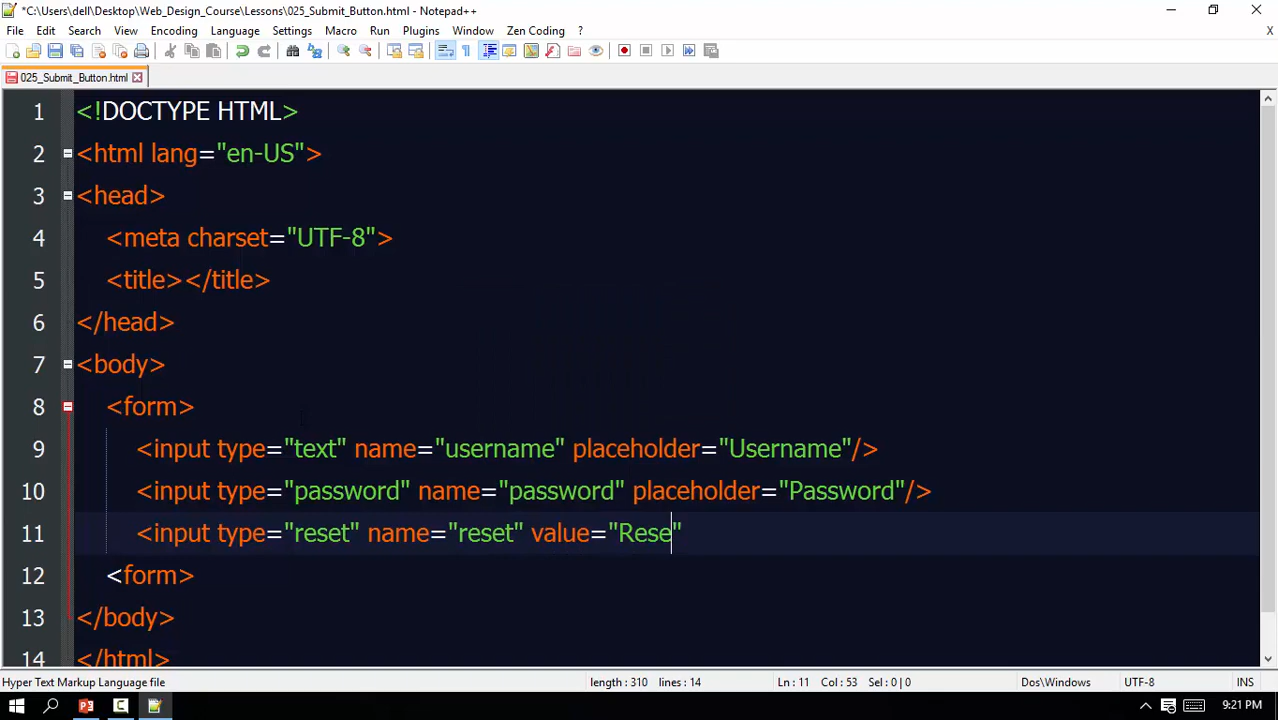 *C:\Users\dell\Desktop\Web_Design_Course\Lessons\025_Submit_Button.html - Notepad++
File Edit Search View Encoding Language Settings Macro Run Plugins Window Zen Coding ? X
025_Submit_Button.html
1 <!DOCTYPE HTML>
2 <html lang="en-US">
3 <head>
4 <meta charset="UTF-8">
5 <title></title>
6 </head>
7 <body>
8 <form>
9 <input type="text" name="username" placeholder="Username"/>
10 <input type="password" name="password" placeholder="Password"/>
11 <input type="reset" name="reset" value="Rese"
12 <form>
13 </body>
14 </html>
Hyper Text Markup Language file length : 310 lines : 14 Ln : 11 Col : 53 Sel : 0 | 0 Dos\Windows UTF-8 INS
9:21 PM